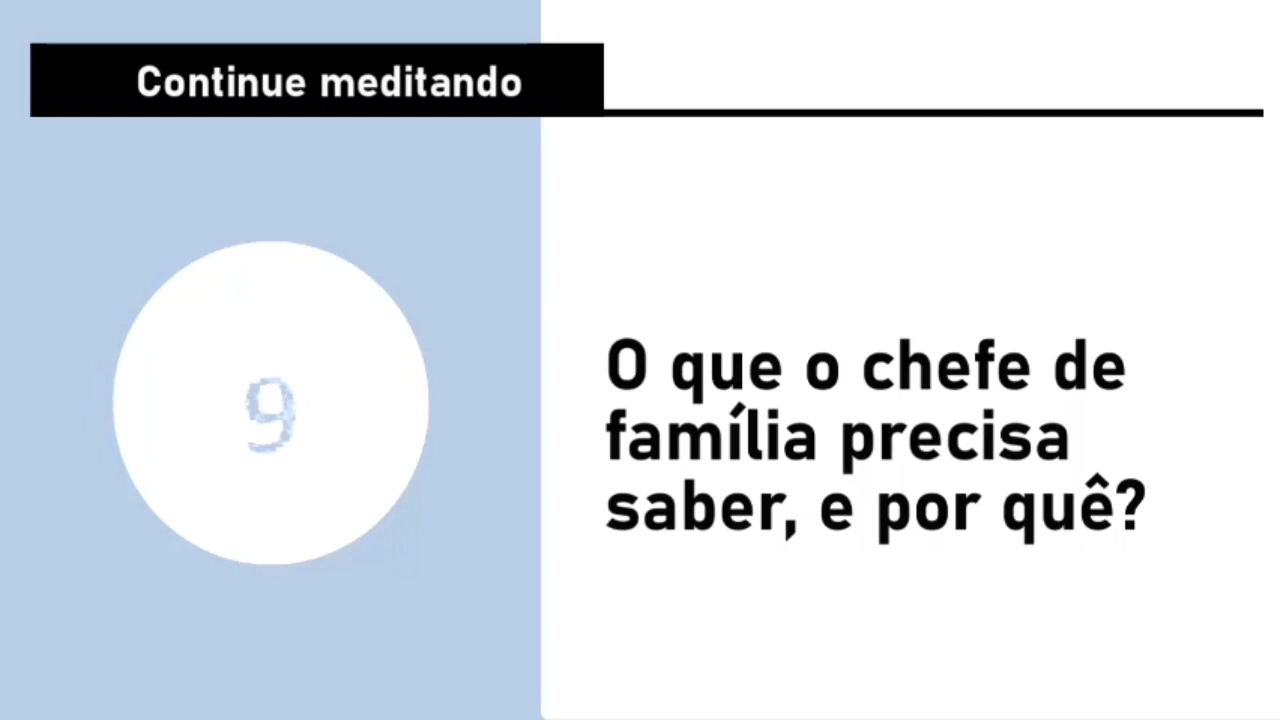 Continue meditando
9
O que o chefe de
família precisa
saber, e por quê?